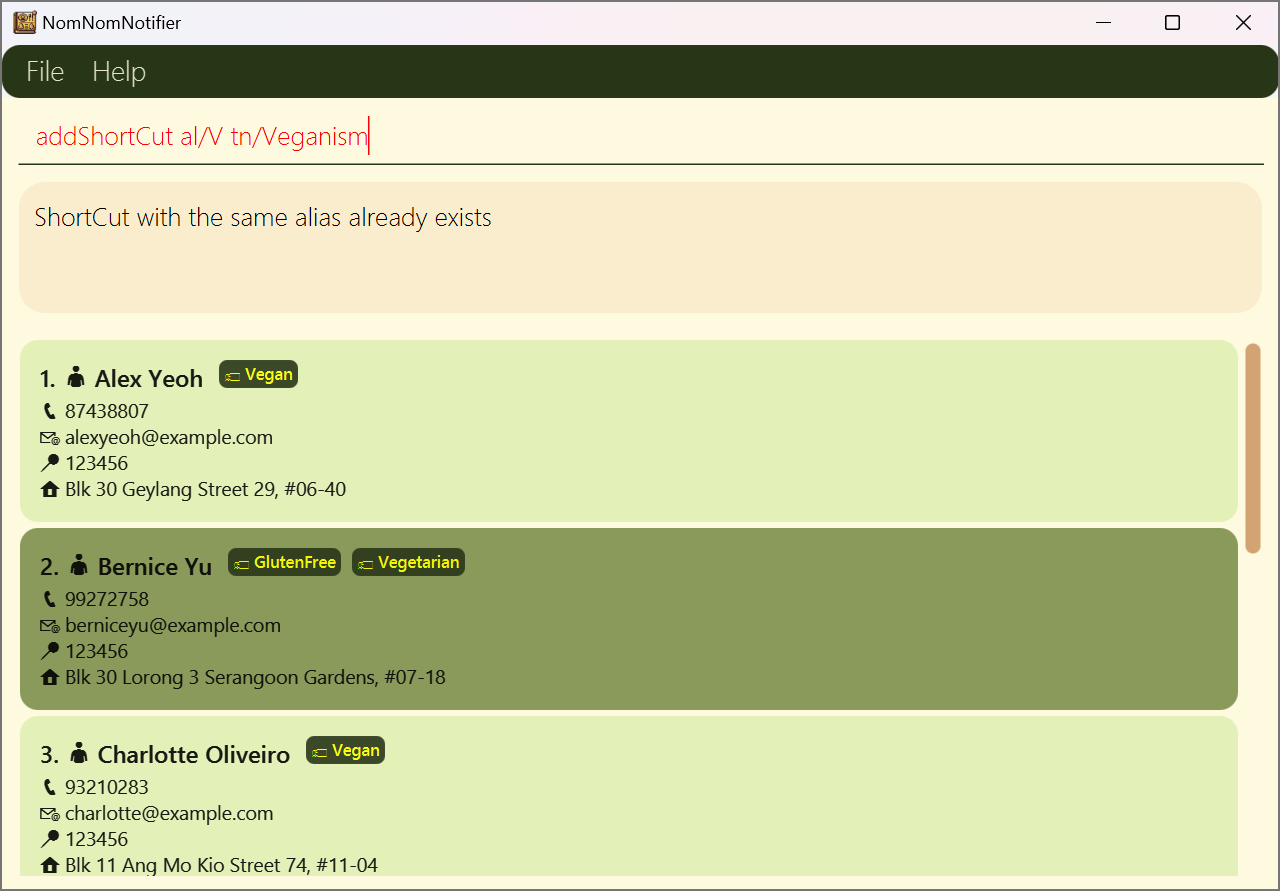 NomNomNotifier
File Help
addShortCut al/V tn/Veganism
ShortCut with the same alias already exists
1. Alex Yeoh Vegan
87438807
alexyeoh@example.com
123456
Blk 30 Geylang Street 29, #06-40
2. Bernice Yu GlutenFree Vegetarian
99272758
berniceyu@example.com
123456
Blk 30 Lorong 3 Serangoon Gardens, #07-18
3. Charlotte Oliveiro Vegan
93210283
charlotte@example.com
123456
Blk 11 Ang Mo Kio Street 74, #11-04